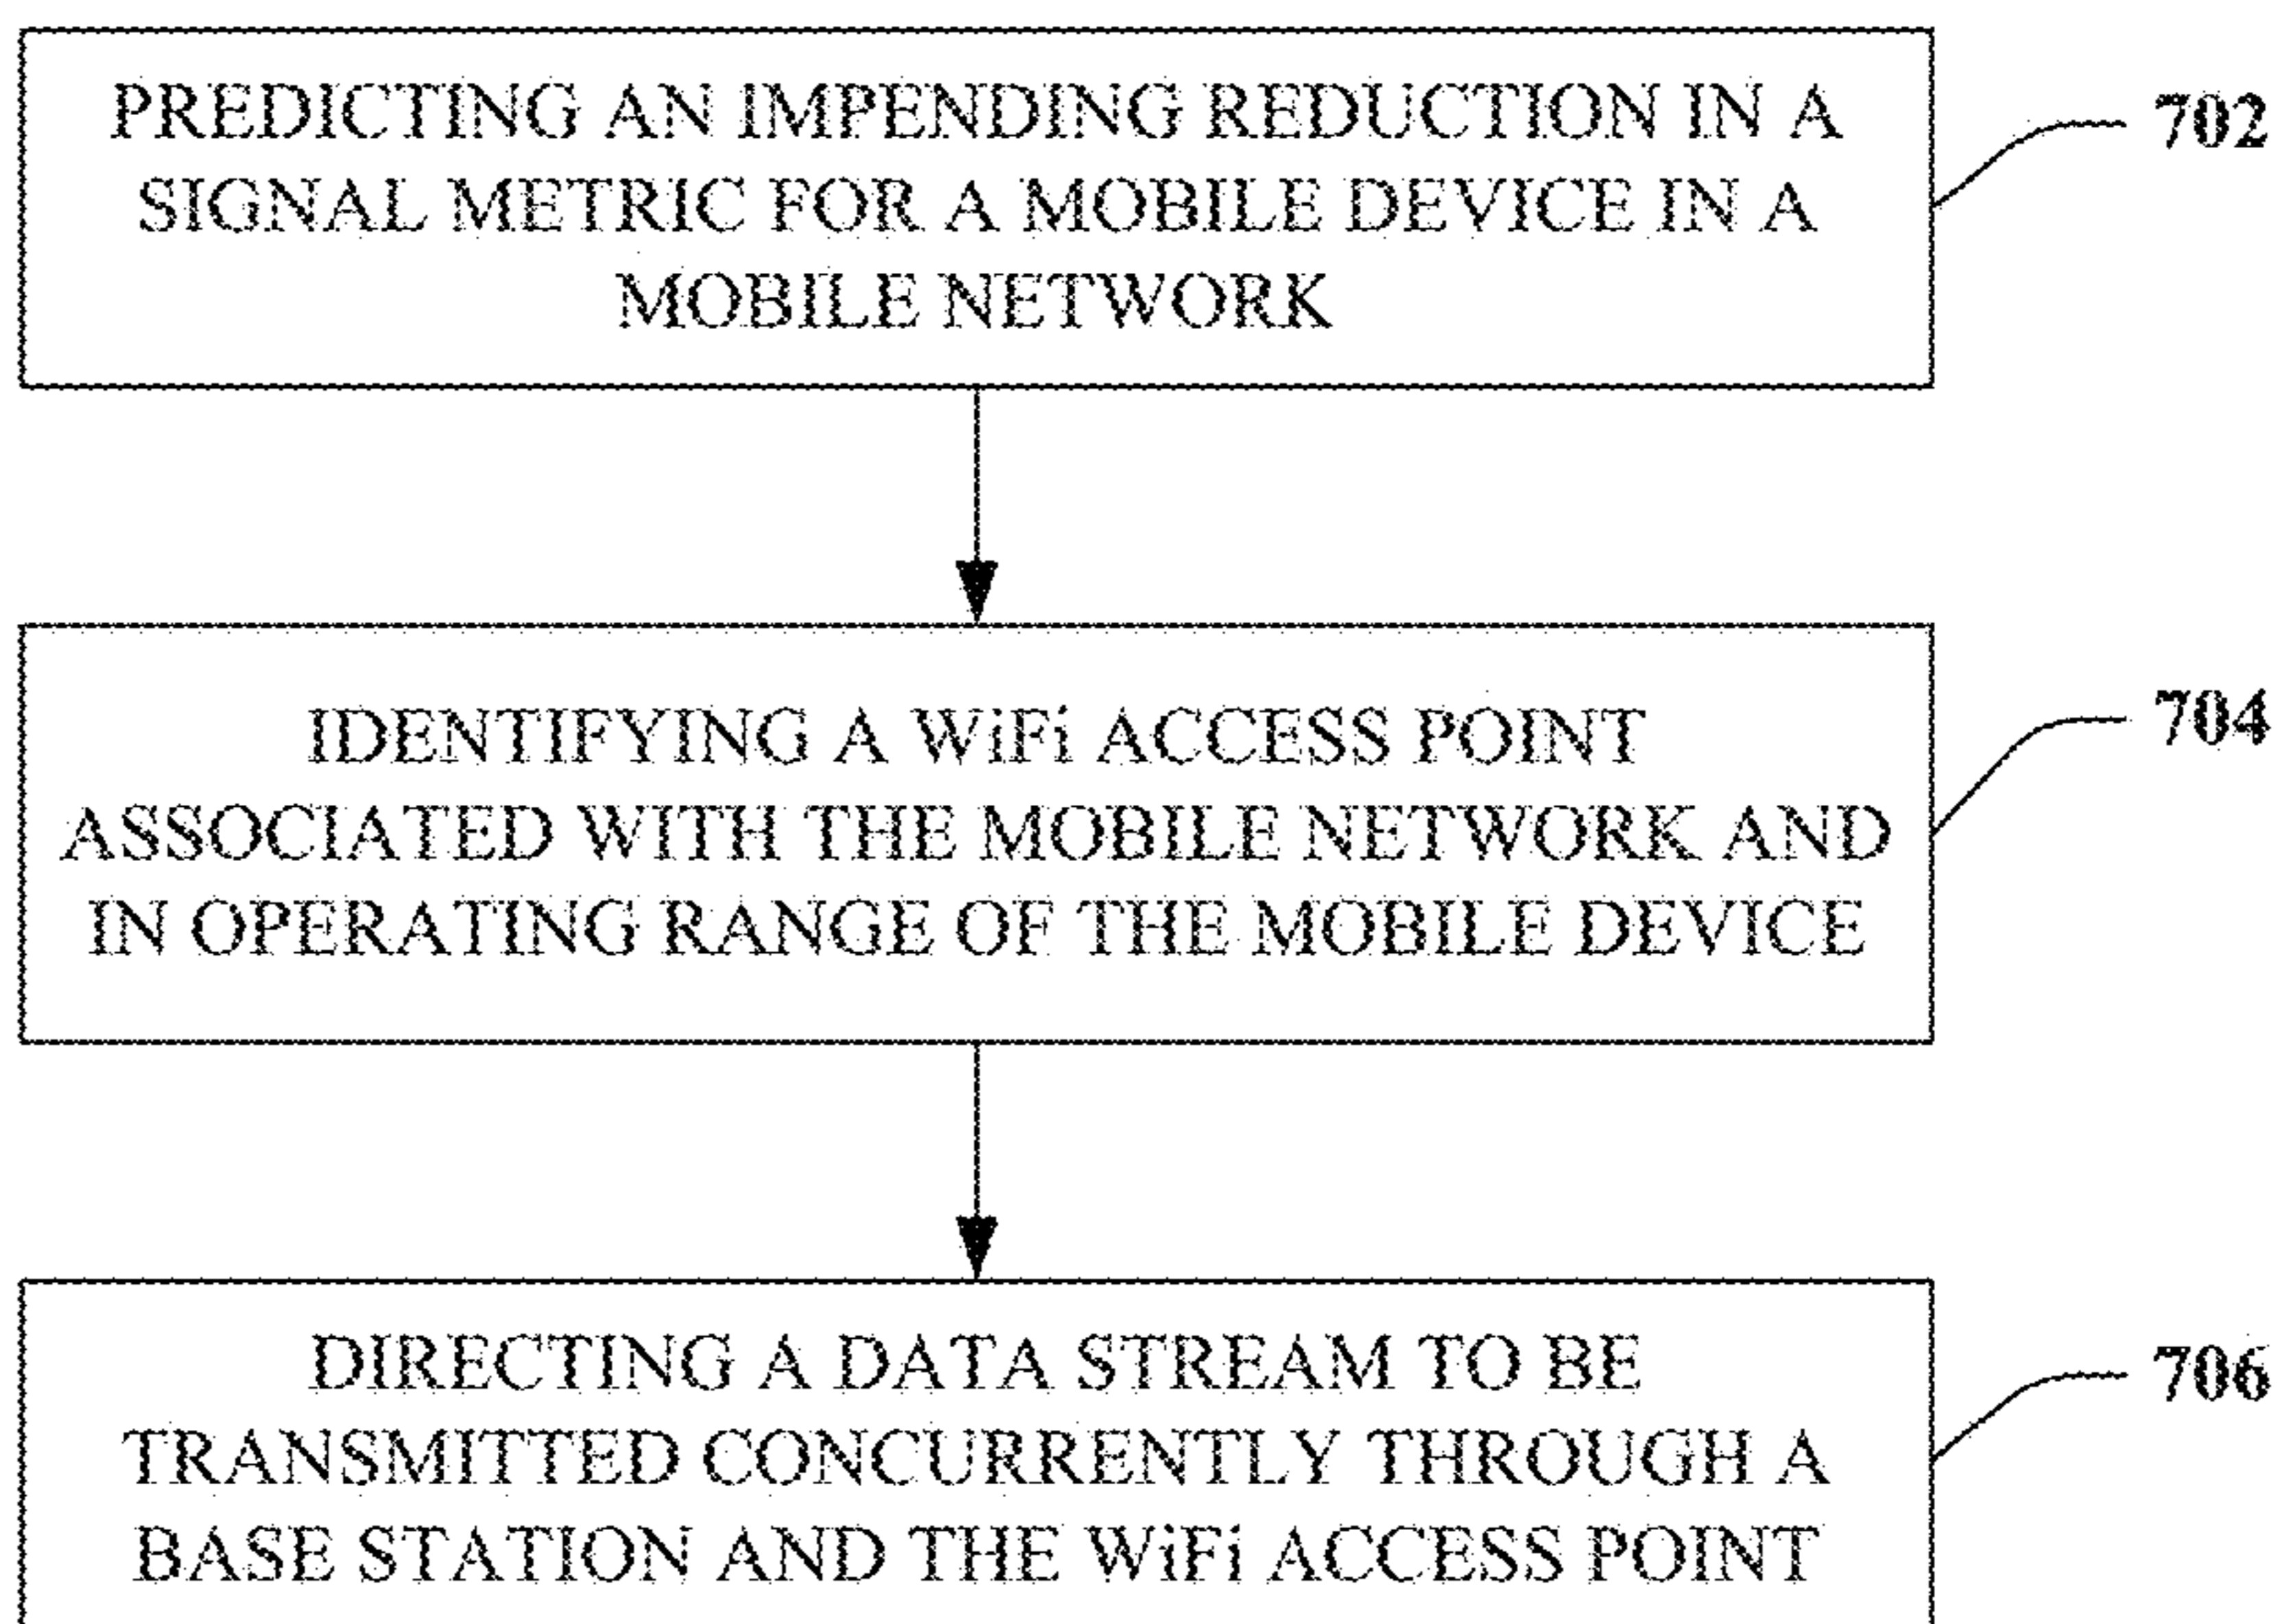 PREDICTING AN IMPENDING REDUCTION IN A
SIGNAL METRIC FOR A MOBILE DEVICE IN A
MOBILE NETWORK
702
IDENTIFYING A WiFi ACCESS POINT
ASSOCIATED WITH THE MOBILE NETWORK AND
IN OPERATING RANGE OF THE MOBILE DEVICE
704
DIRECTING A DATA STREAM TO BE
TRANSMITTED CONCURRENTLY THROUGH A
BASE STATION AND THE WiFi ACCESS POINT
706